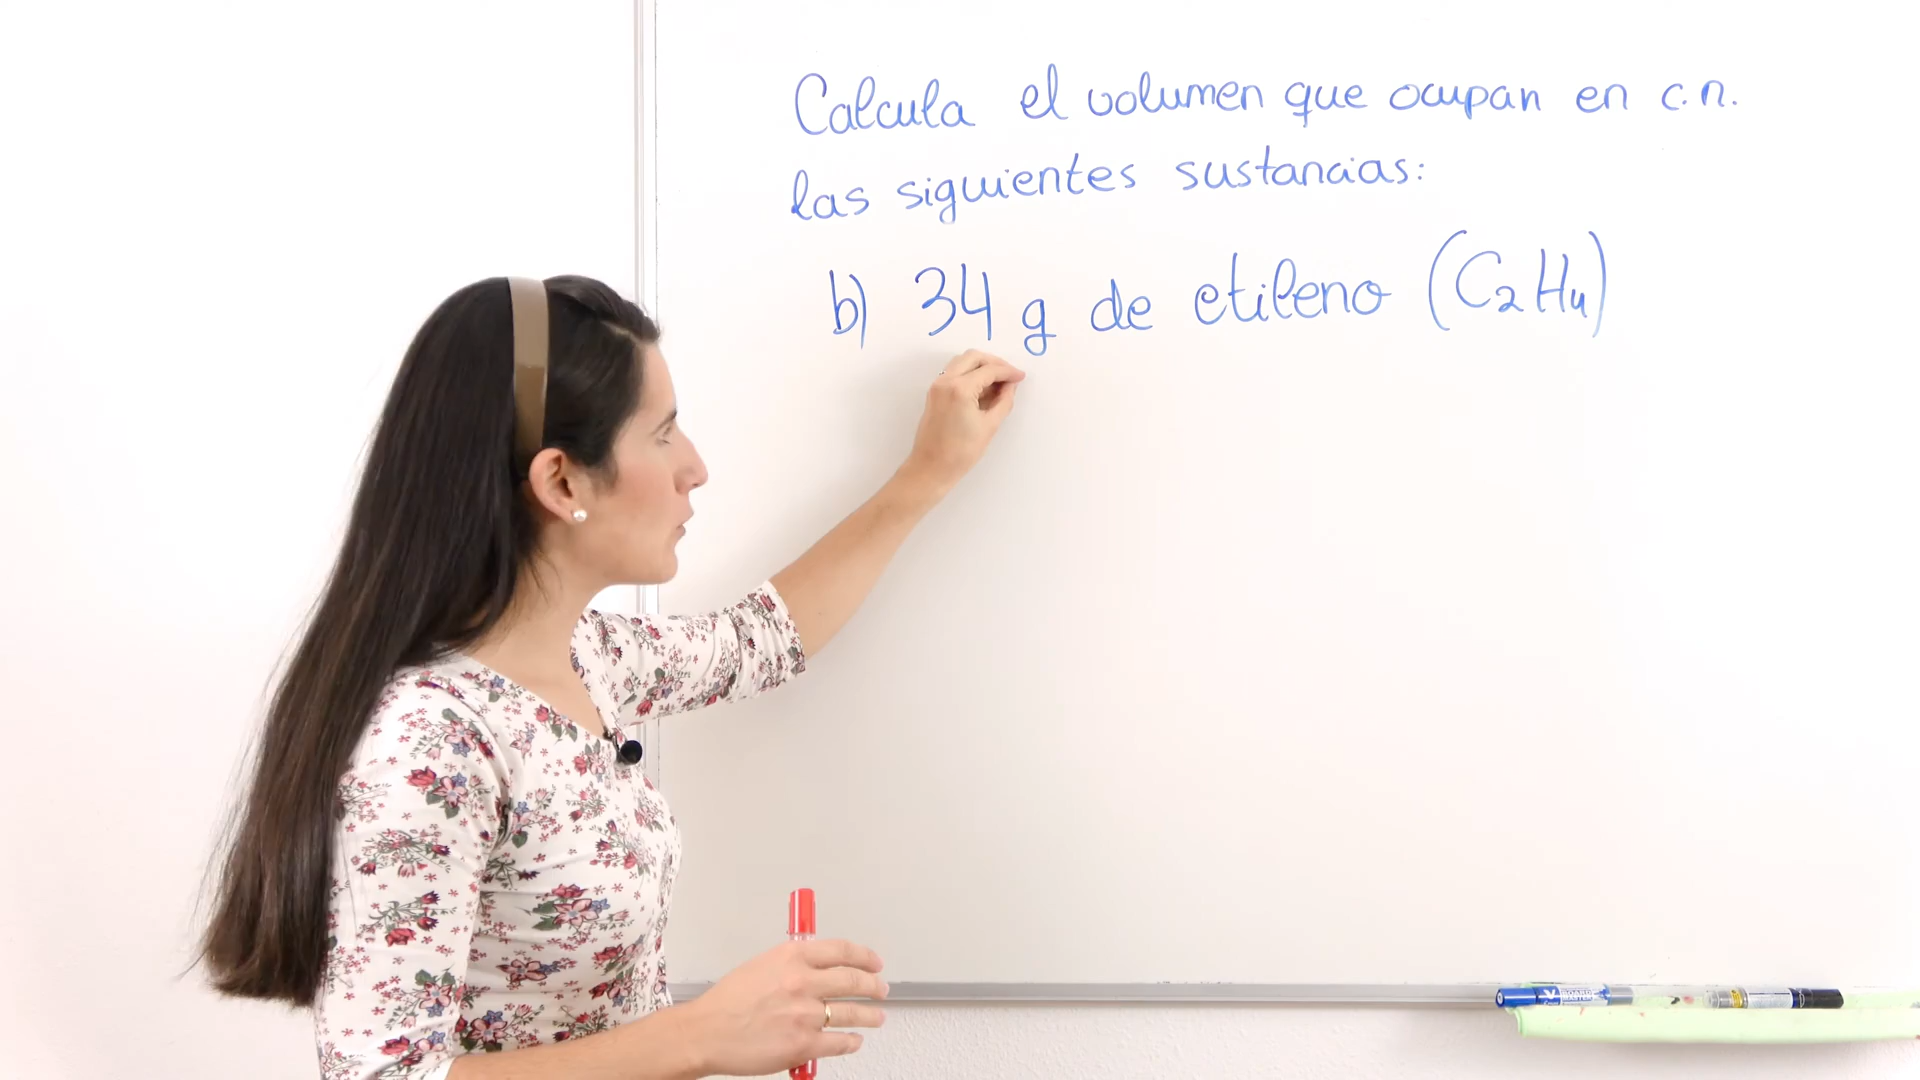 Calcula el volumen que ocupan en c.n.
las siguientes sustancias:
b) 34 g de etileno (C₂H₄)